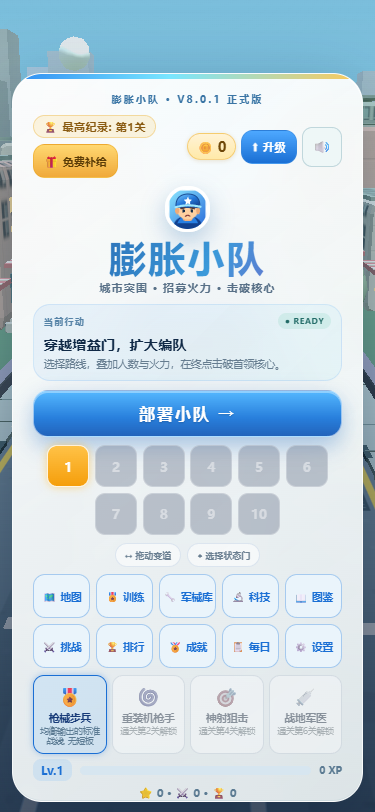 膨胀小队 • V8.0.1 正式版
最高纪录: 第1关
免费补给
0
升级
膨胀小队
城市突围 • 招募火力 • 击破核心
当前行动
READY
穿越增益门，扩大编队
选择路线，叠加人数与火力，在终点击破首领核心。
部署小队 →
1 2 3 4 5 6
7 8 9 10
↔ 拖动变道
选择状态门
地图 训练 军械库 科技 图鉴
挑战 排行 成就 每日 设置
枪械步兵
均衡输出的标准战线 无短板
重装机枪手
通关第2关解锁
神射狙击
通关第4关解锁
战地军医
通关第6关解锁
Lv.1
0 XP
0 • 0 • 0